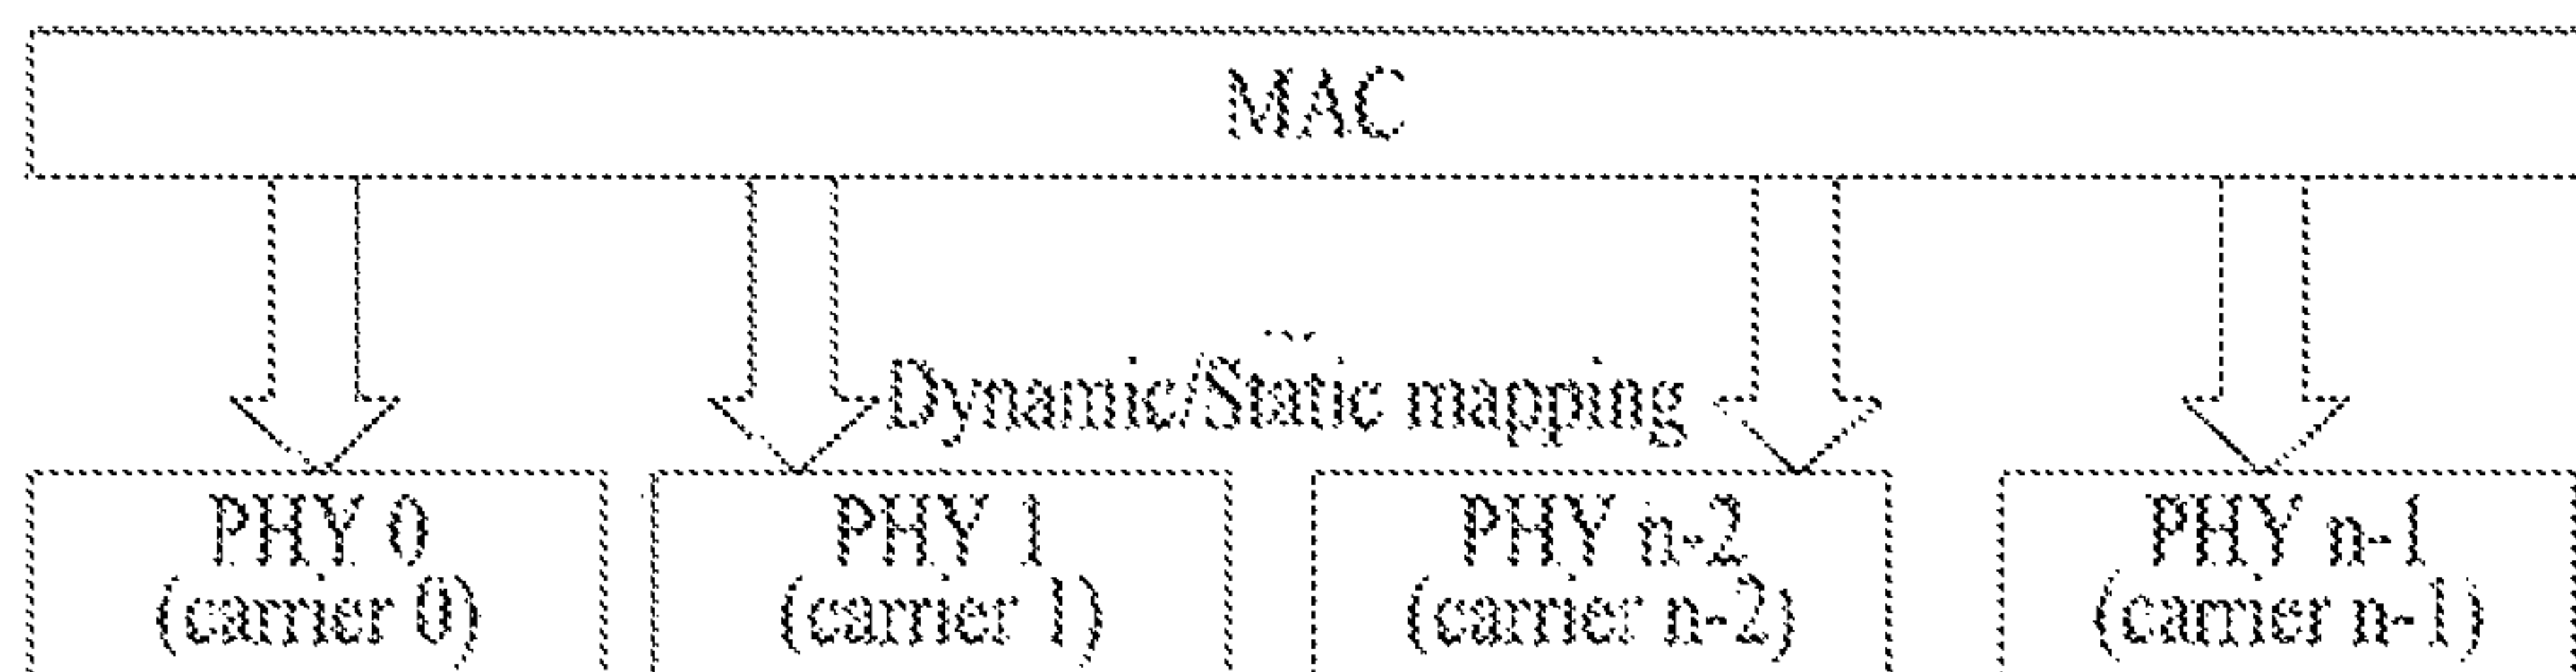 MAC
Dynamic/Static mapping
PHY 0
(carrier 0)
PHY 1
(carrier 1)
PHY n-2
(carrier n-2)
PHY n-1
(carrier n-1)